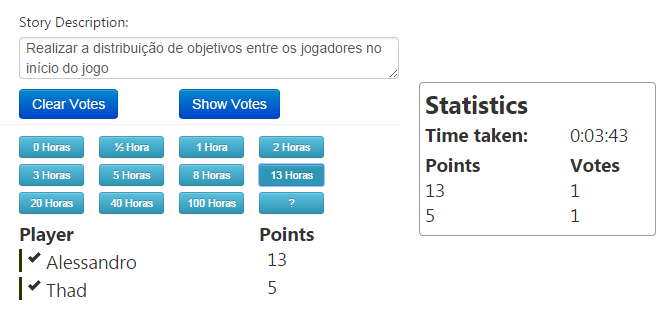 Story Description:
Realizar a distribuição de objetivos entre os jogadores no
início do jogo
Clear Votes
Show Votes
0 Horas
½ Hora
1 Hora
2 Horas
3 Horas
5 Horas
8 Horas
13 Horas
20 Horas
40 Horas
100 Horas
?
Player Points
Alessandro 13
Thad 5
Statistics
Time taken: 0:03:43
Points Votes
13 1
5 1